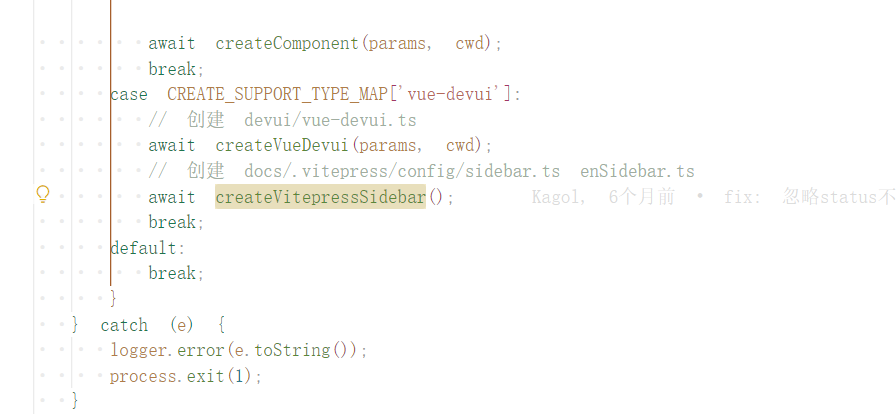 await createComponent(params, cwd);
break;
case CREATE_SUPPORT_TYPE_MAP['vue-devui']:
// 创建 devui/vue-devui.ts
await createVueDevui(params, cwd);
// 创建 docs/.vitepress/config/sidebar.ts enSidebar.ts
await createVitepressSidebar(); Kagol, 6个月前 • fix: 忽略status不
break;
default:
break;
}
} catch (e) {
logger.error(e.toString());
process.exit(1);
}